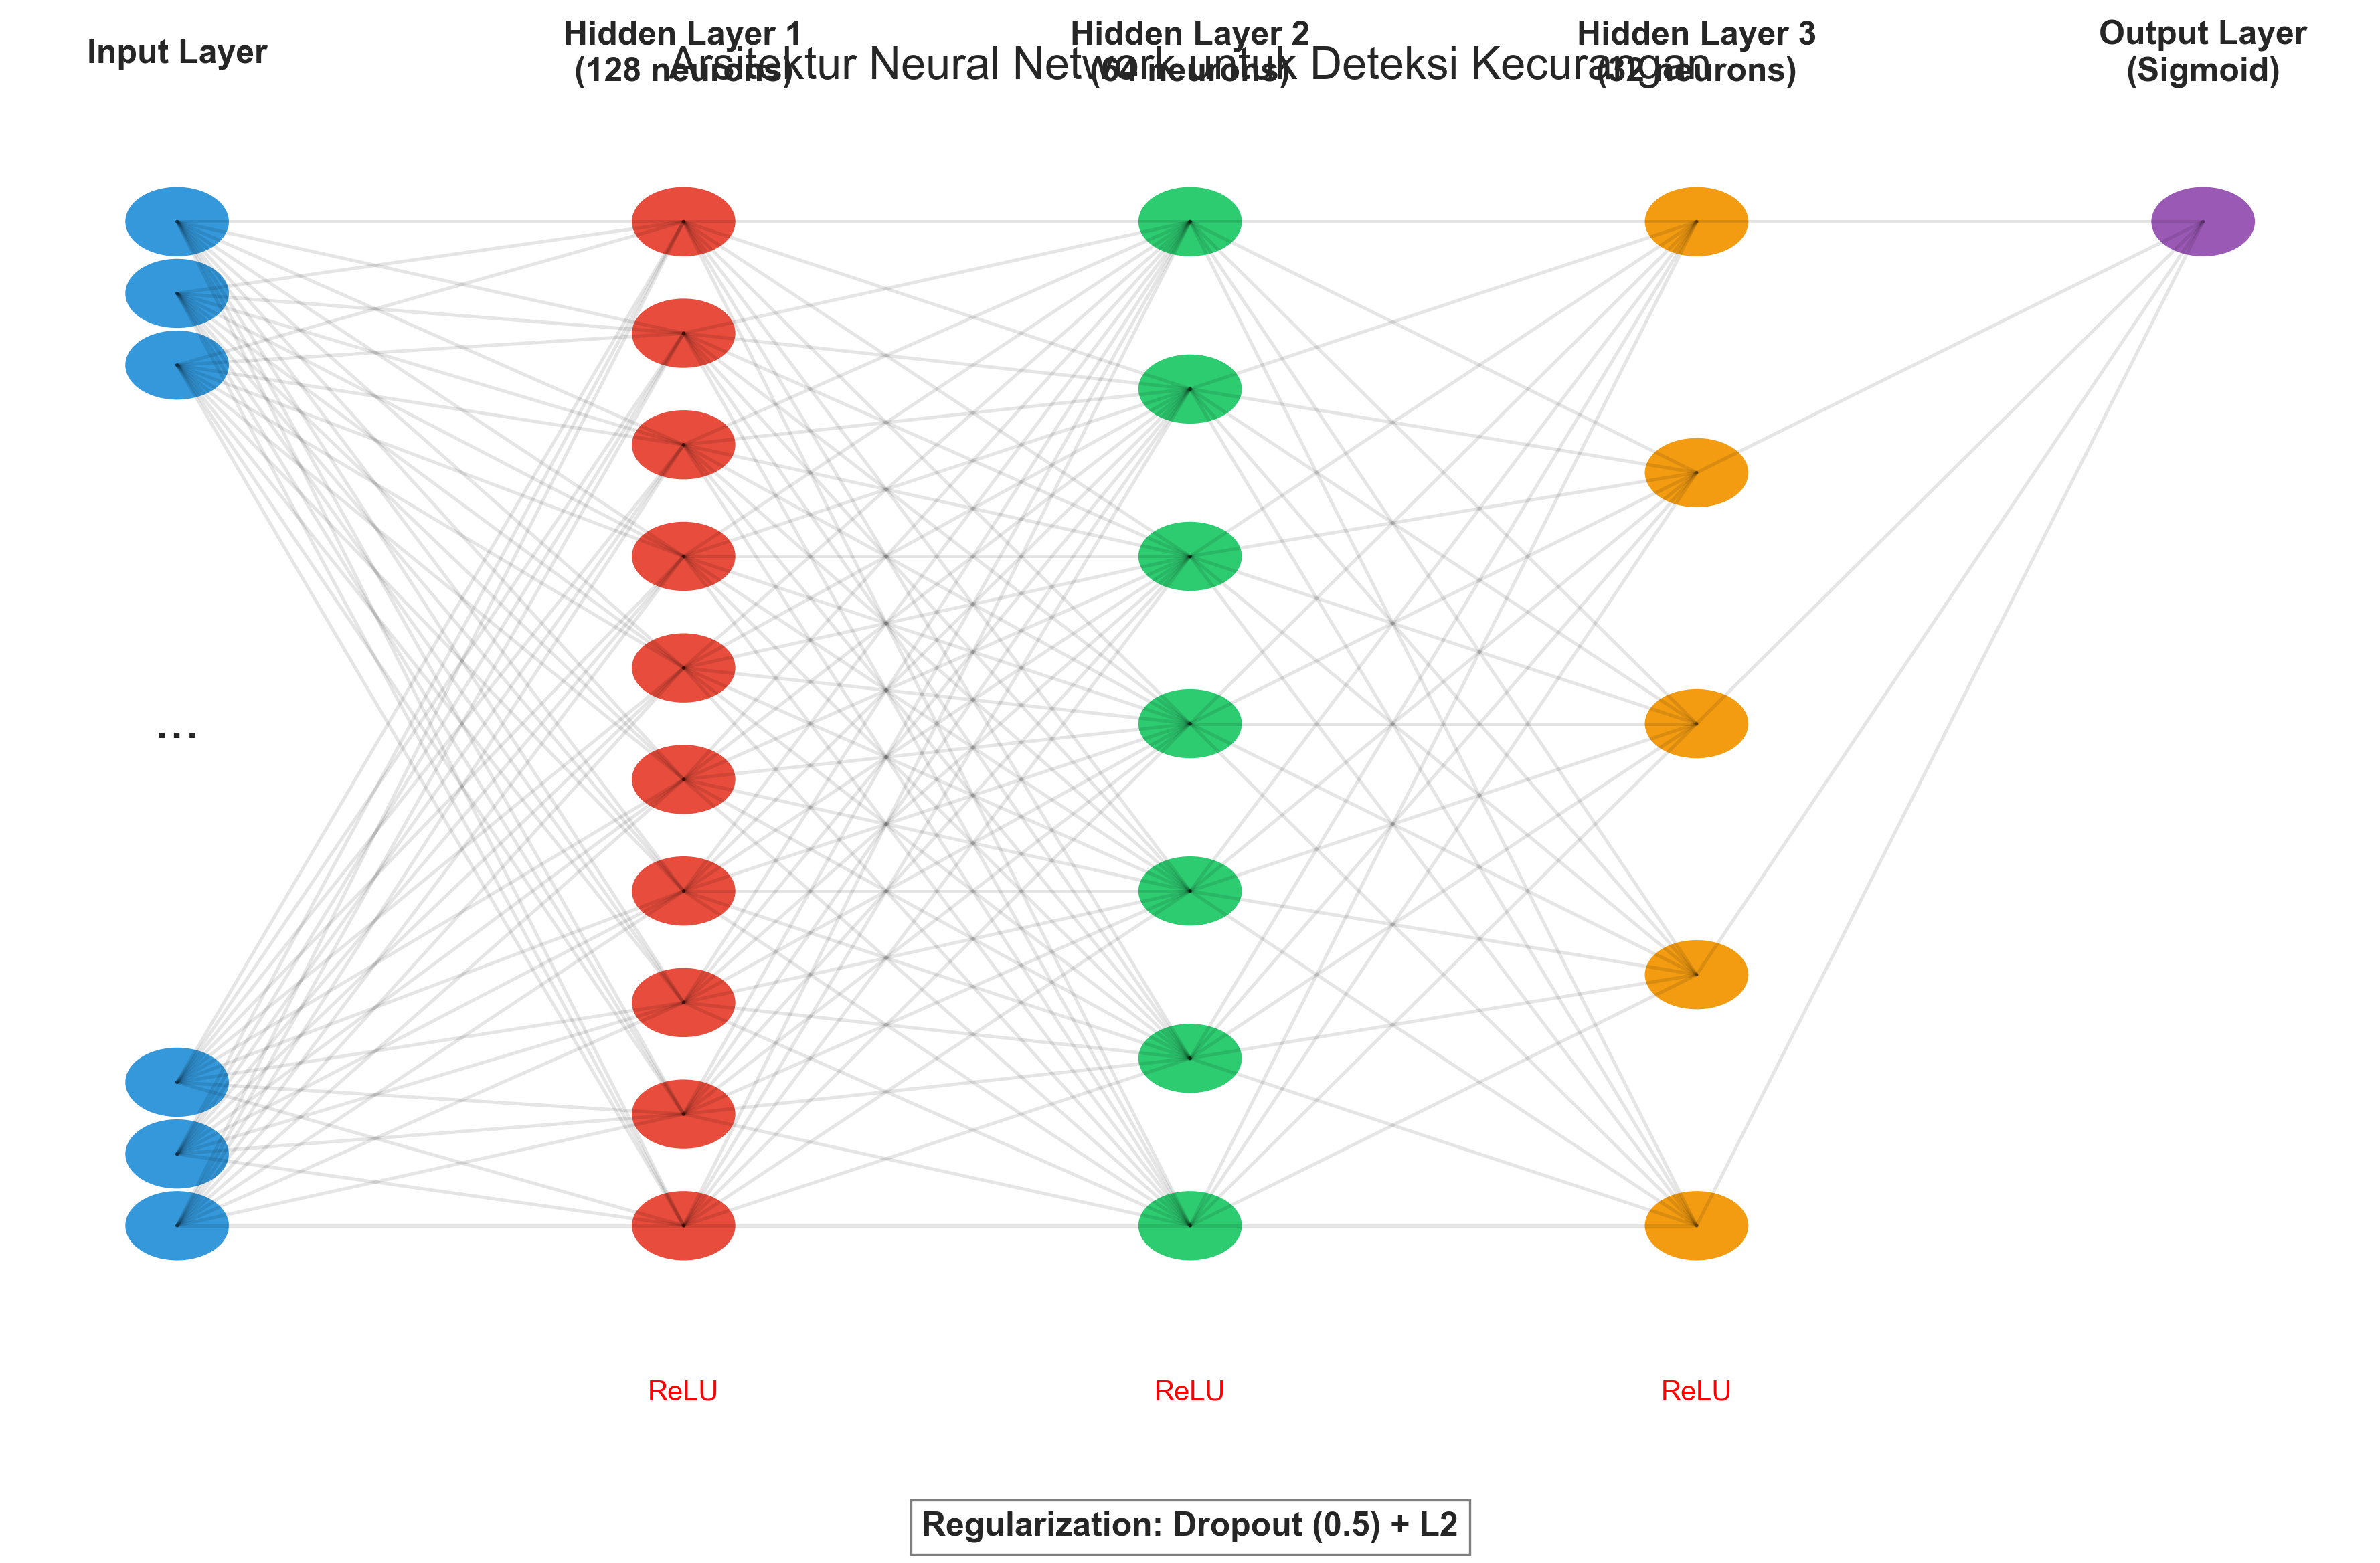 Arsitektur Neural Network untuk Deteksi Kecurangan
Input Layer
Hidden Layer 1
(128 neurons)
Hidden Layer 2
(64 neurons)
Hidden Layer 3
(32 neurons)
Output Layer
(Sigmoid)
...
ReLU
ReLU
ReLU
Regularization: Dropout (0.5) + L2